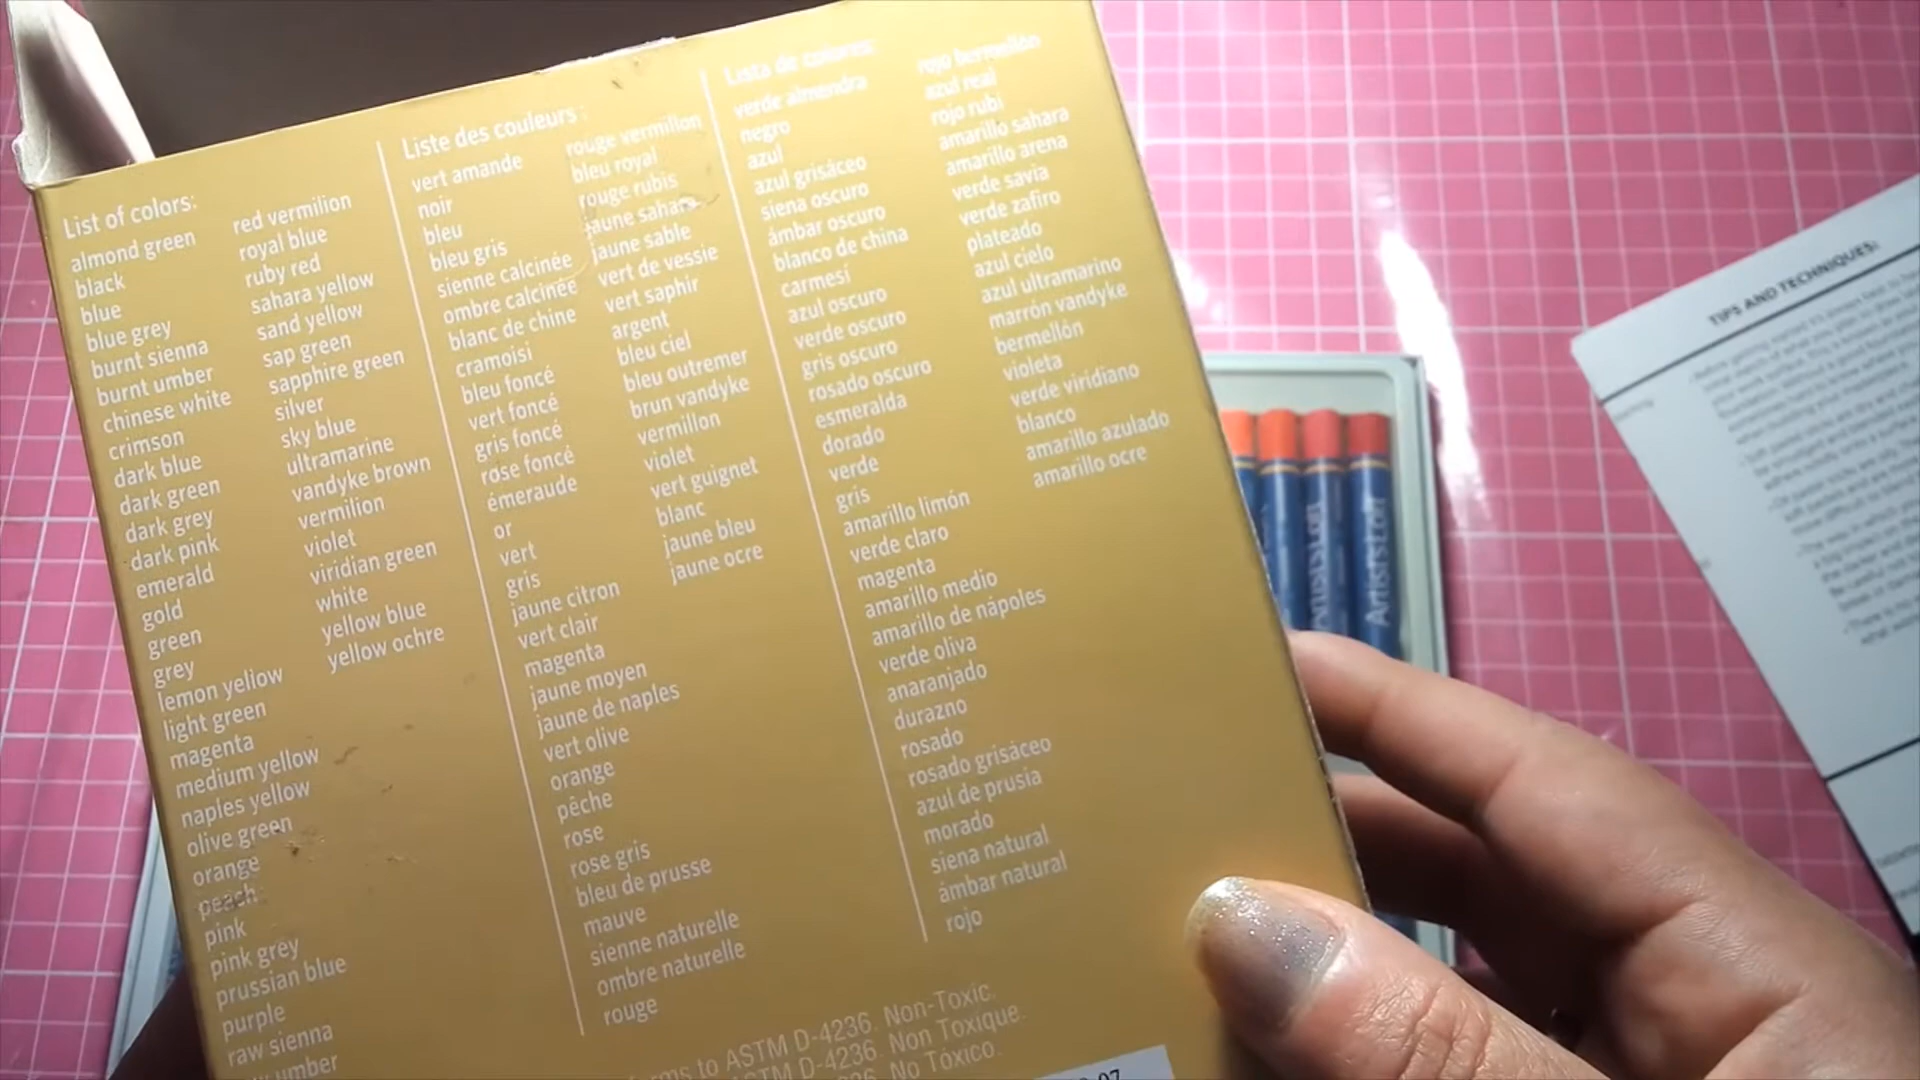 List of colors:
almond green
black
blue
blue grey
burnt sienna
burnt umber
chinese white
crimson
dark blue
dark green
dark grey
dark pink
emerald
gold
green
grey
lemon yellow
light green
magenta
medium yellow
naples yellow
olive green
orange
peach
pink
pink grey
prussian blue
purple
raw sienna
umber
red vermilion
royal blue
ruby red
sahara yellow
sand yellow
sap green
sapphire green
silver
sky blue
ultramarine
vandyke brown
vermilion
violet
viridian green
white
yellow blue
yellow ochre
Liste des couleurs :
vert amande
noir
bleu
bleu gris
sienne calcinée
ombre calcinée
blanc de chine
cramoisi
bleu foncé
vert foncé
gris foncé
rose foncé
émeraude
or
vert
gris
jaune citron
vert clair
magenta
jaune moyen
jaune de naples
vert olive
orange
pêche
rose
rose gris
bleu de prusse
mauve
sienne naturelle
ombre naturelle
rouge
rouge vermillon
bleu royal
rouge rubis
jaune sahara
jaune sable
vert de vessie
vert saphir
argent
bleu ciel
bleu outremer
brun vandyke
vermillon
violet
vert guignet
blanc
jaune bleu
jaune ocre
Lista de colores:
verde almendra
negro
azul
azul grisáceo
siena oscuro
ámbar oscuro
blanco de china
carmesí
azul oscuro
verde oscuro
gris oscuro
rosado oscuro
esmeralda
dorado
verde
gris
amarillo limón
verde claro
magenta
amarillo medio
amarillo de nápoles
verde oliva
anaranjado
durazno
rosado
rosado grisáceo
azul de prusia
morado
siena natural
ámbar natural
rojo
rojo bermellón
azul real
rojo rubi
amarillo sahara
amarillo arena
verde savia
verde zafiro
plateado
azul cielo
azul ultramarino
marrón vandyke
bermellón
violeta
verde viridiano
blanco
amarillo azulado
amarillo ocre
to ASTM D-4236. Non-Toxic.
ASTM D-4236. Non Toxique.
No Tóxico.
TIPS AND TECHNIQUES:
Artist's Loft